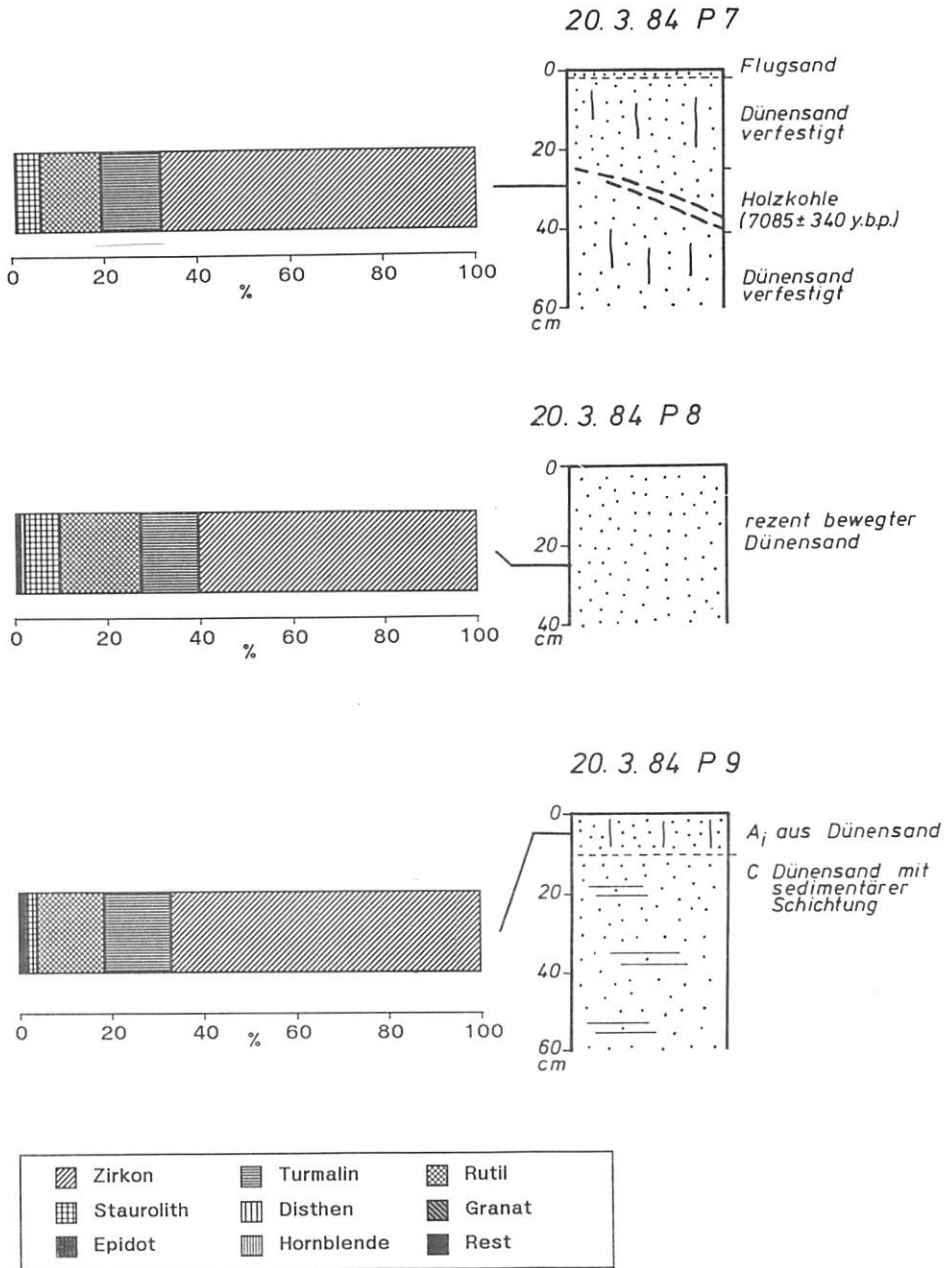 20. 3. 84 P 7
0
Flugsand
Dünensand
verfestigt
20
Holzkohle
(7085 ± 340 y.b.p.)
40
Dünensand
verfestigt
60
cm
0 20 40 60 80 100
%
20. 3. 84 P 8
0
rezent bewegter
Dünensand
20
40
cm
0 20 40 60 80 100
%
20. 3. 84 P 9
0
Ai aus Dünensand
C Dünensand mit
sedimentärer
Schichtung
20
40
60
cm
0 20 40 60 80 100
%
Zirkon Turmalin Rutil
Staurolith Disthen Granat
Epidot Hornblende Rest